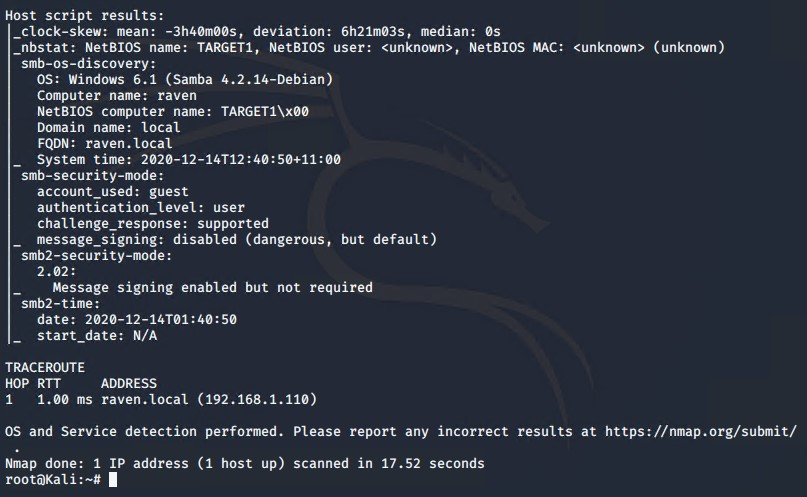 Host script results:
|_clock-skew: mean: -3h40m00s, deviation: 6h21m03s, median: 0s
|_nbstat: NetBIOS name: TARGET1, NetBIOS user: <unknown>, NetBIOS MAC: <unknown> (unknown)
| smb-os-discovery:
|   OS: Windows 6.1 (Samba 4.2.14-Debian)
|   Computer name: raven
|   NetBIOS computer name: TARGET1\x00
|   Domain name: local
|   FQDN: raven.local
|_  System time: 2020-12-14T12:40:50+11:00
| smb-security-mode:
|   account_used: guest
|   authentication_level: user
|   challenge_response: supported
|_  message_signing: disabled (dangerous, but default)
| smb2-security-mode:
|   2.02:
|_    Message signing enabled but not required
| smb2-time:
|   date: 2020-12-14T01:40:50
|_  start_date: N/A
TRACEROUTE
HOP RTT     ADDRESS
1   1.00 ms raven.local (192.168.1.110)
OS and Service detection performed. Please report any incorrect results at https://nmap.org/submit/
 .
Nmap done: 1 IP address (1 host up) scanned in 17.52 seconds
root@Kali:~#